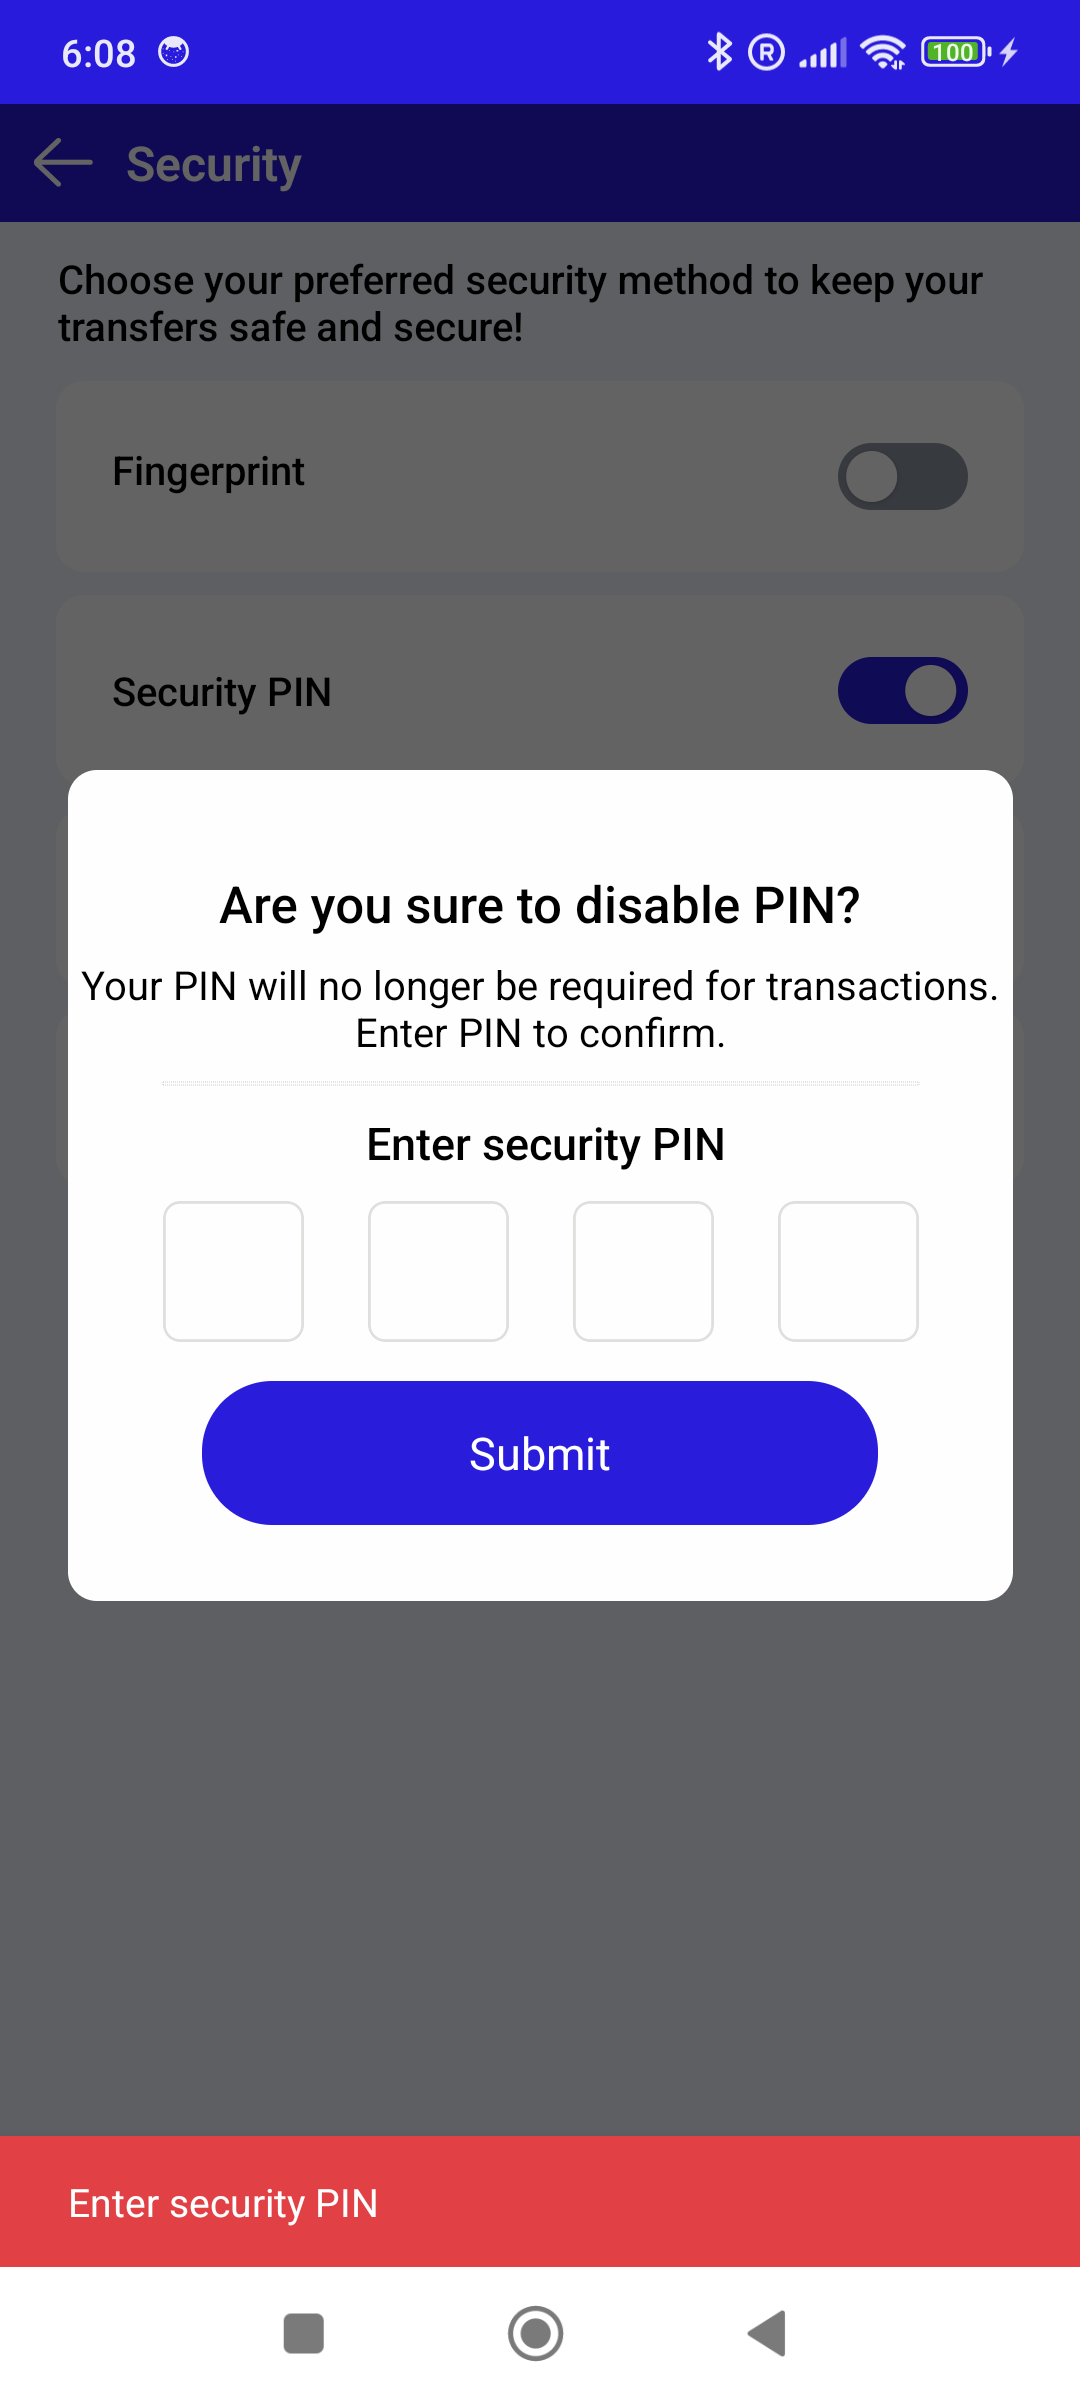 6:08
100
Security
Choose your preferred security method to keep your
transfers safe and secure!
Fingerprint
Security PIN
Are you sure to disable PIN?
Your PIN will no longer be required for transactions.
Enter PIN to confirm.
Enter security PIN
Submit
Enter security PIN